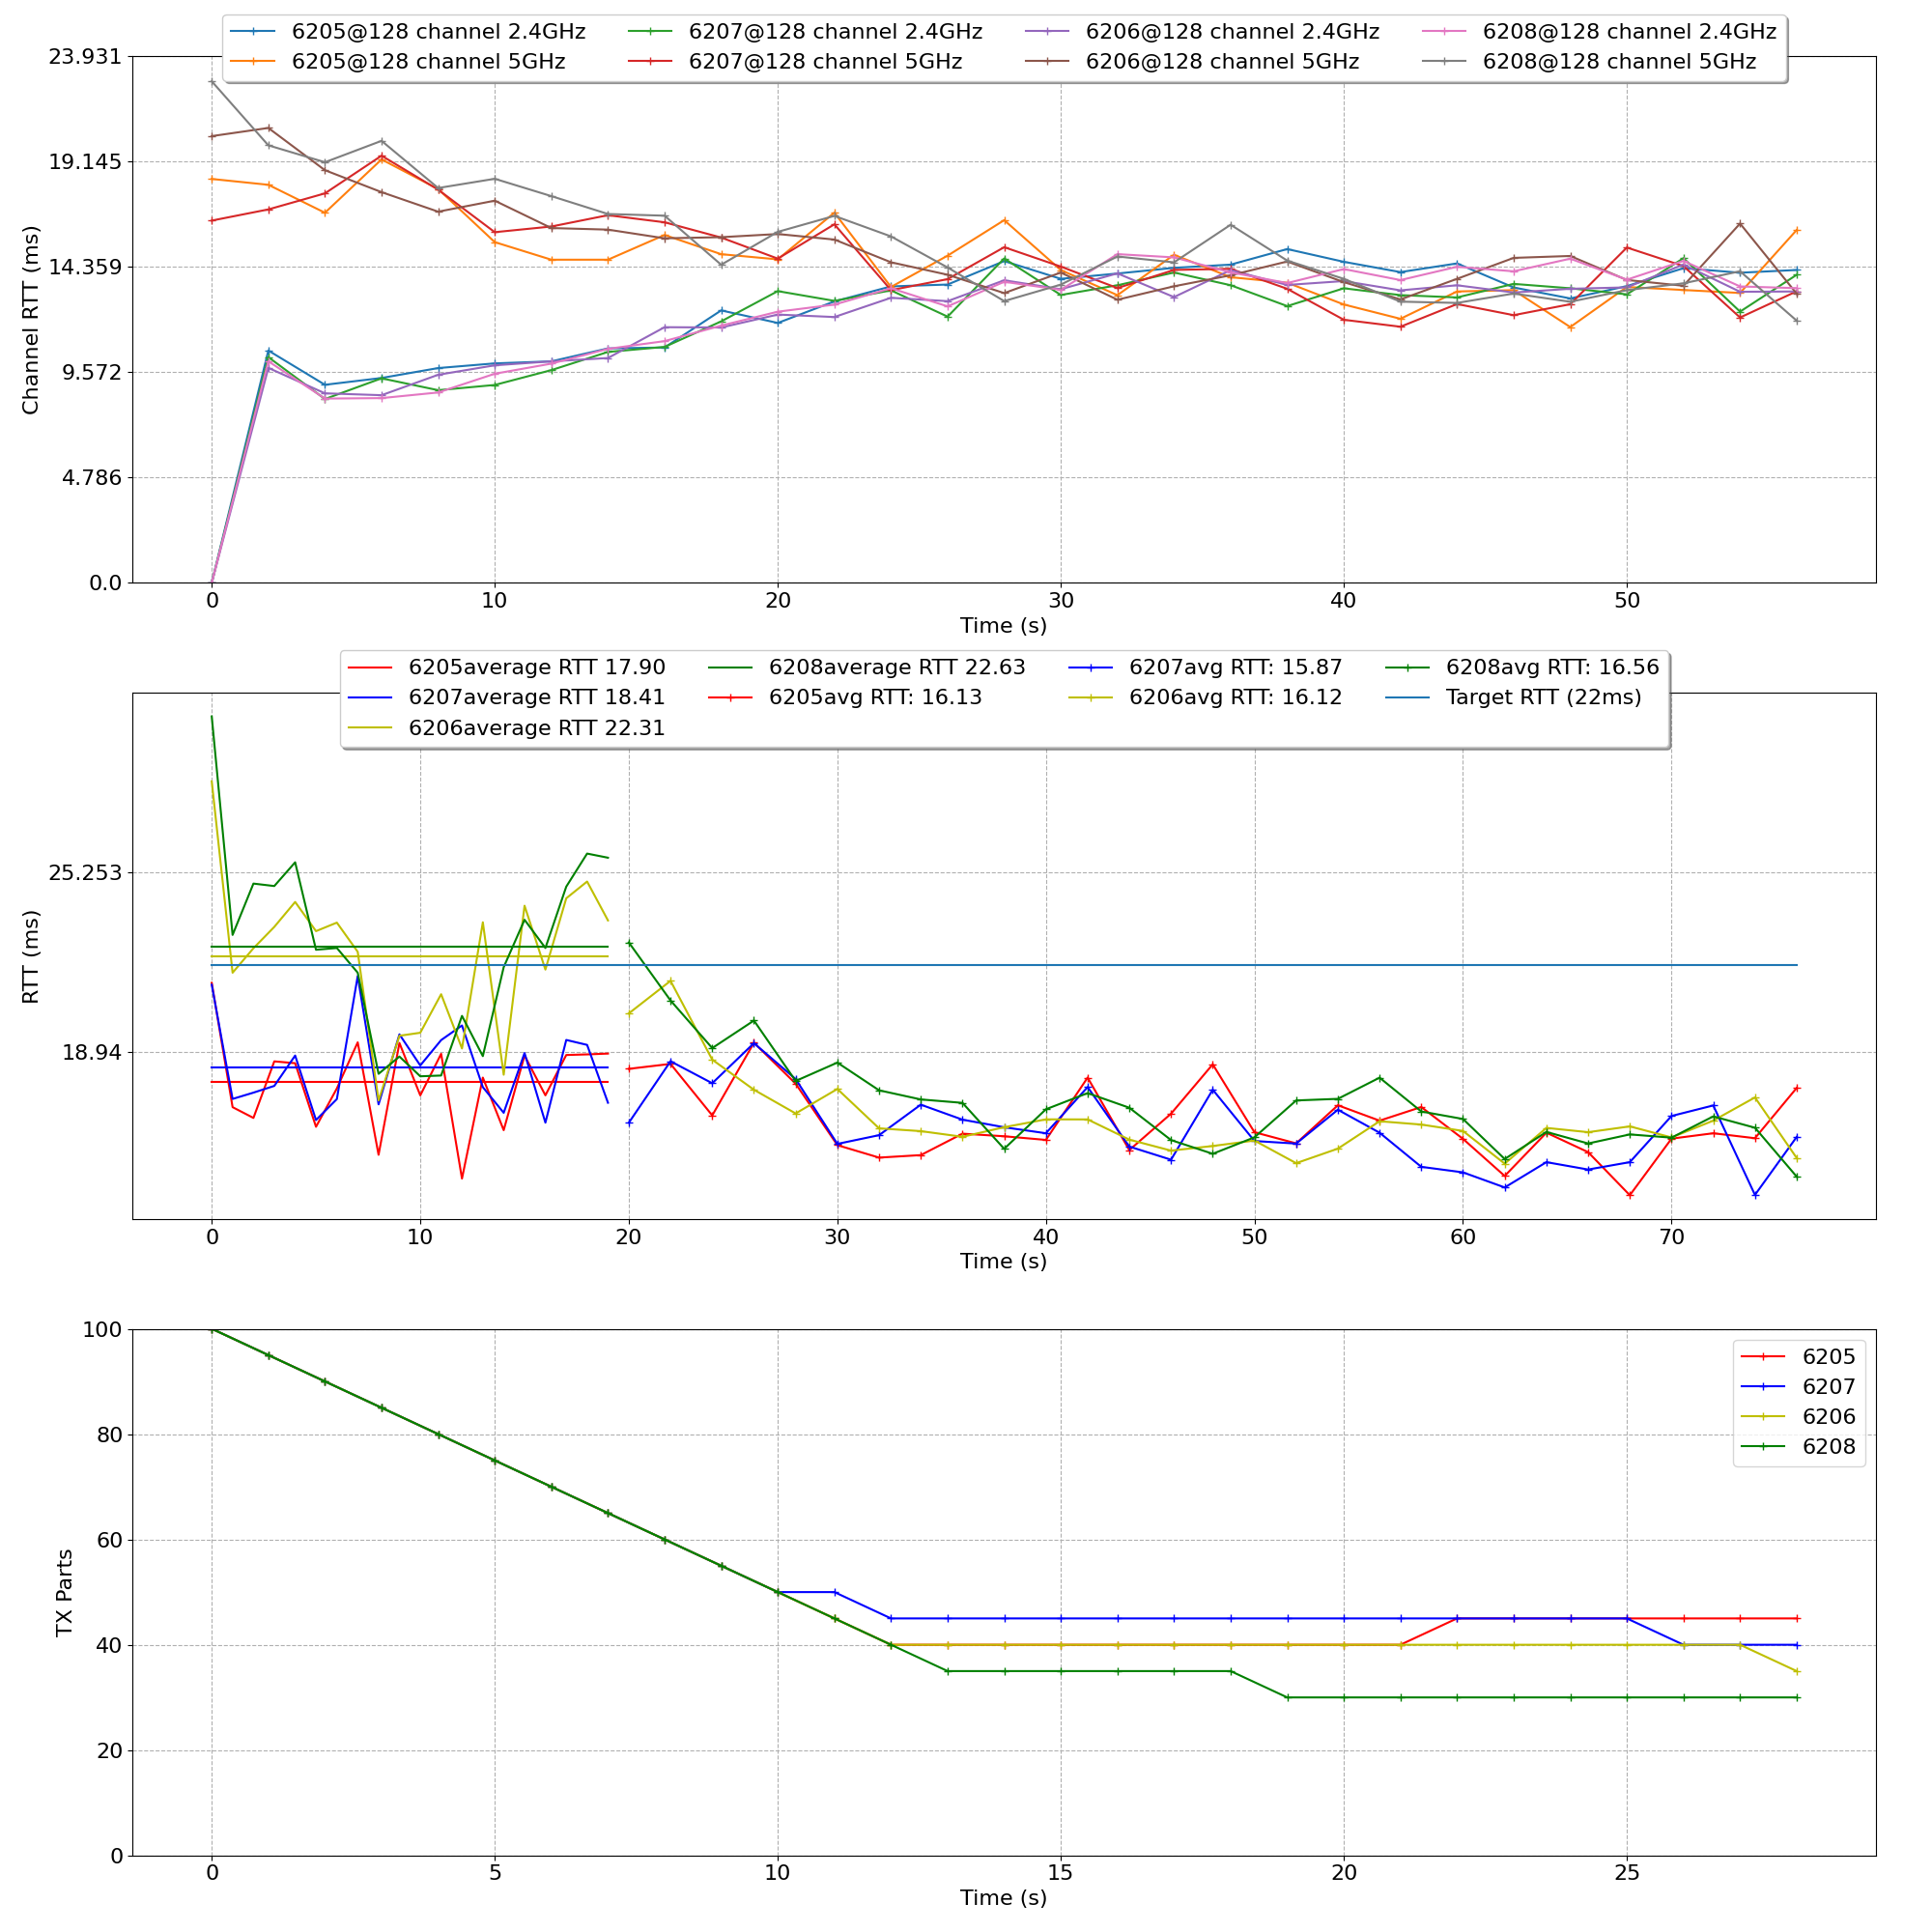 6205@128 channel 2.4GHz 6207@128 channel 2.4GHz 6206@128 channel 2.4GHz 6208@128 channel 2.4GHz
6205@128 channel 5GHz 6207@128 channel 5GHz 6206@128 channel 5GHz 6208@128 channel 5GHz
23.931
19.145
14.359
9.572
4.786
0.0
Channel RTT (ms)
0 10 20 30 40 50
Time (s)
6205average RTT 17.90 6208average RTT 22.63 6207avg RTT: 15.87 6208avg RTT: 16.56
6207average RTT 18.41 6205avg RTT: 16.13 6206avg RTT: 16.12 Target RTT (22ms)
6206average RTT 22.31
25.253
18.94
RTT (ms)
0 10 20 30 40 50 60 70
Time (s)
100
80
60
40
20
0
TX Parts
6205
6207
6206
6208
0 5 10 15 20 25
Time (s)